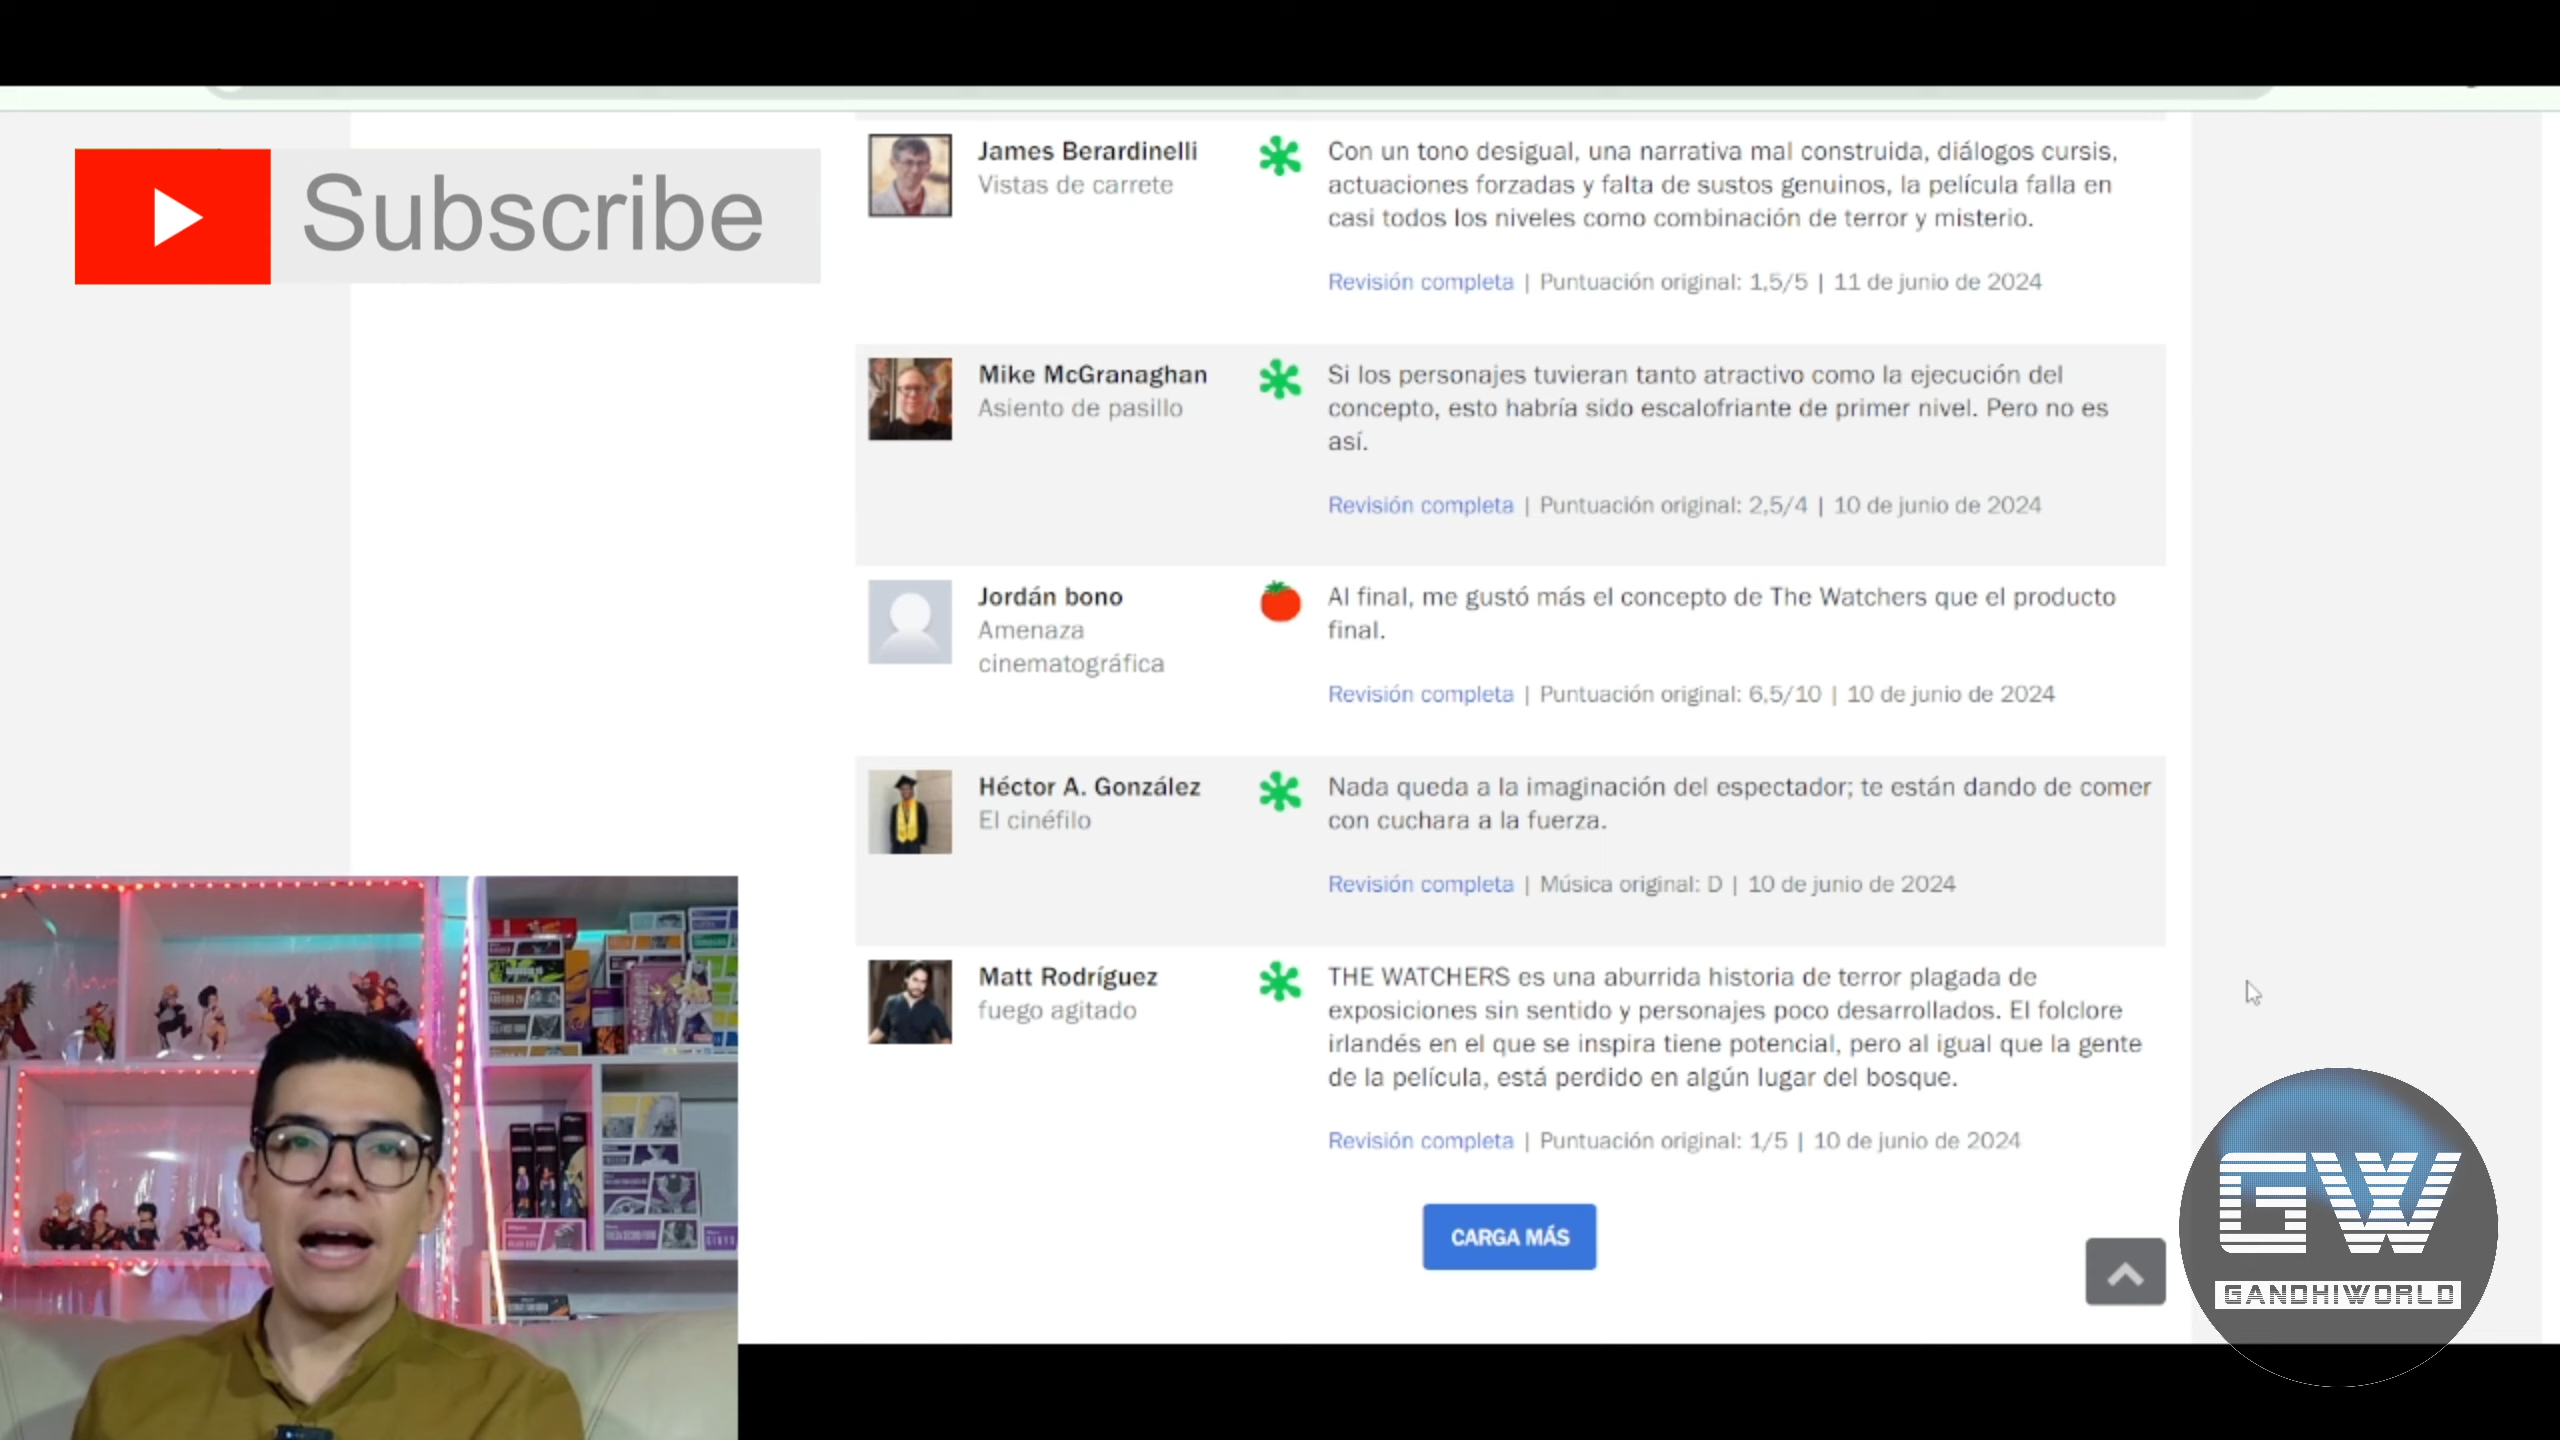 Subscribe
James Berardinelli
Vistas de carrete
Con un tono desigual, una narrativa mal construida, diálogos cursis,
actuaciones forzadas y falta de sustos genuinos, la película falla en
casi todos los niveles como combinación de terror y misterio.
Revisión completa | Puntuación original: 1,5/5 | 11 de junio de 2024
Mike McGranaghan
Asiento de pasillo
Si los personajes tuvieran tanto atractivo como la ejecución del
concepto, esto habría sido escalofriante de primer nivel. Pero no es
así.
Revisión completa | Puntuación original: 2,5/4 | 10 de junio de 2024
Jordán bono
Amenaza
cinematográfica
Al final, me gustó más el concepto de The Watchers que el producto
final.
Revisión completa | Puntuación original: 6,5/10 | 10 de junio de 2024
Héctor A. González
El cinéfilo
Nada queda a la imaginación del espectador; te están dando de comer
con cuchara a la fuerza.
Revisión completa | Música original: D | 10 de junio de 2024
Matt Rodríguez
fuego agitado
THE WATCHERS es una aburrida historia de terror plagada de
exposiciones sin sentido y personajes poco desarrollados. El folclore
irlandés en el que se inspira tiene potencial, pero al igual que la gente
de la película, está perdido en algún lugar del bosque.
Revisión completa | Puntuación original: 1/5 | 10 de junio de 2024
CARGA MÁS
GW
GANDHIWORLD